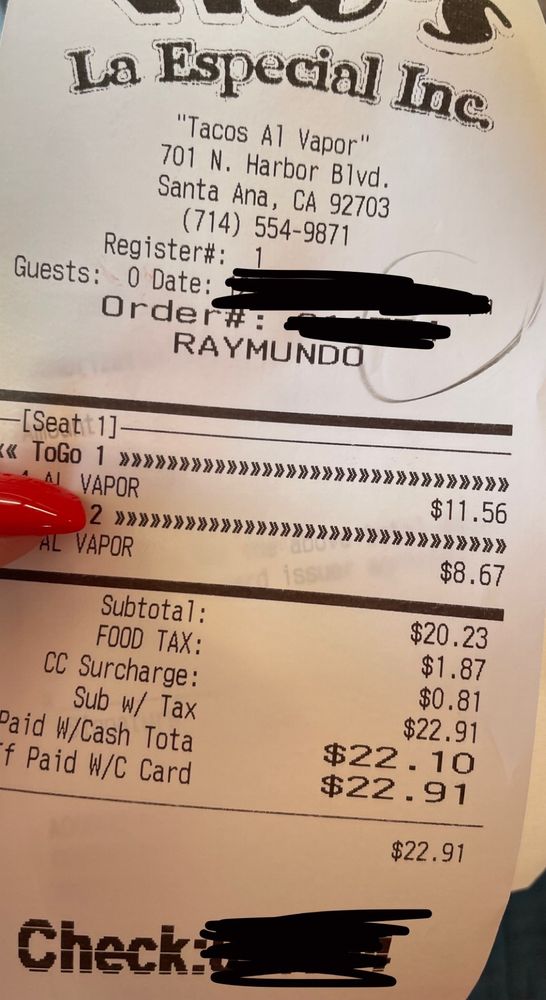 La Especial Inc.
"Tacos Al Vapor"
701 N. Harbor Blvd.
Santa Ana, CA 92703
(714) 554-9871
Register#: 1
Guests: 0 Date:
Order#:
RAYMUNDO
[Seat 1]
«« ToGo 1 »»»»»»»»»»»»»»»»»»»»»»»»»»
AL VAPOR $11.56
2 »»»»»»»»»»»»»»»»»»»»»»»»»»
AL VAPOR $8.67
Subtotal: $20.23
FOOD TAX: $1.87
CC Surcharge: $0.81
Sub w/ Tax $22.91
Paid W/Cash Tota $22.10
f Paid W/C Card $22.91
$22.91
Check: